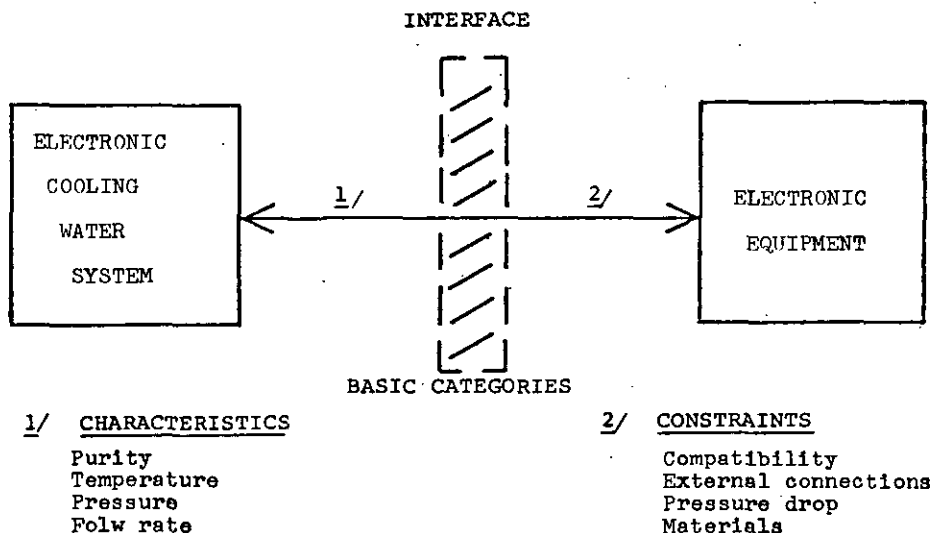 INTERFACE
ELECTRONIC
COOLING
WATER
SYSTEM
1/
2/
ELECTRONIC
EQUIPMENT
BASIC CATEGORIES
1/ CHARACTERISTICS
Purity
Temperature
Pressure
Folw rate
2/ CONSTRAINTS
Compatibility
External connections
Pressure drop
Materials